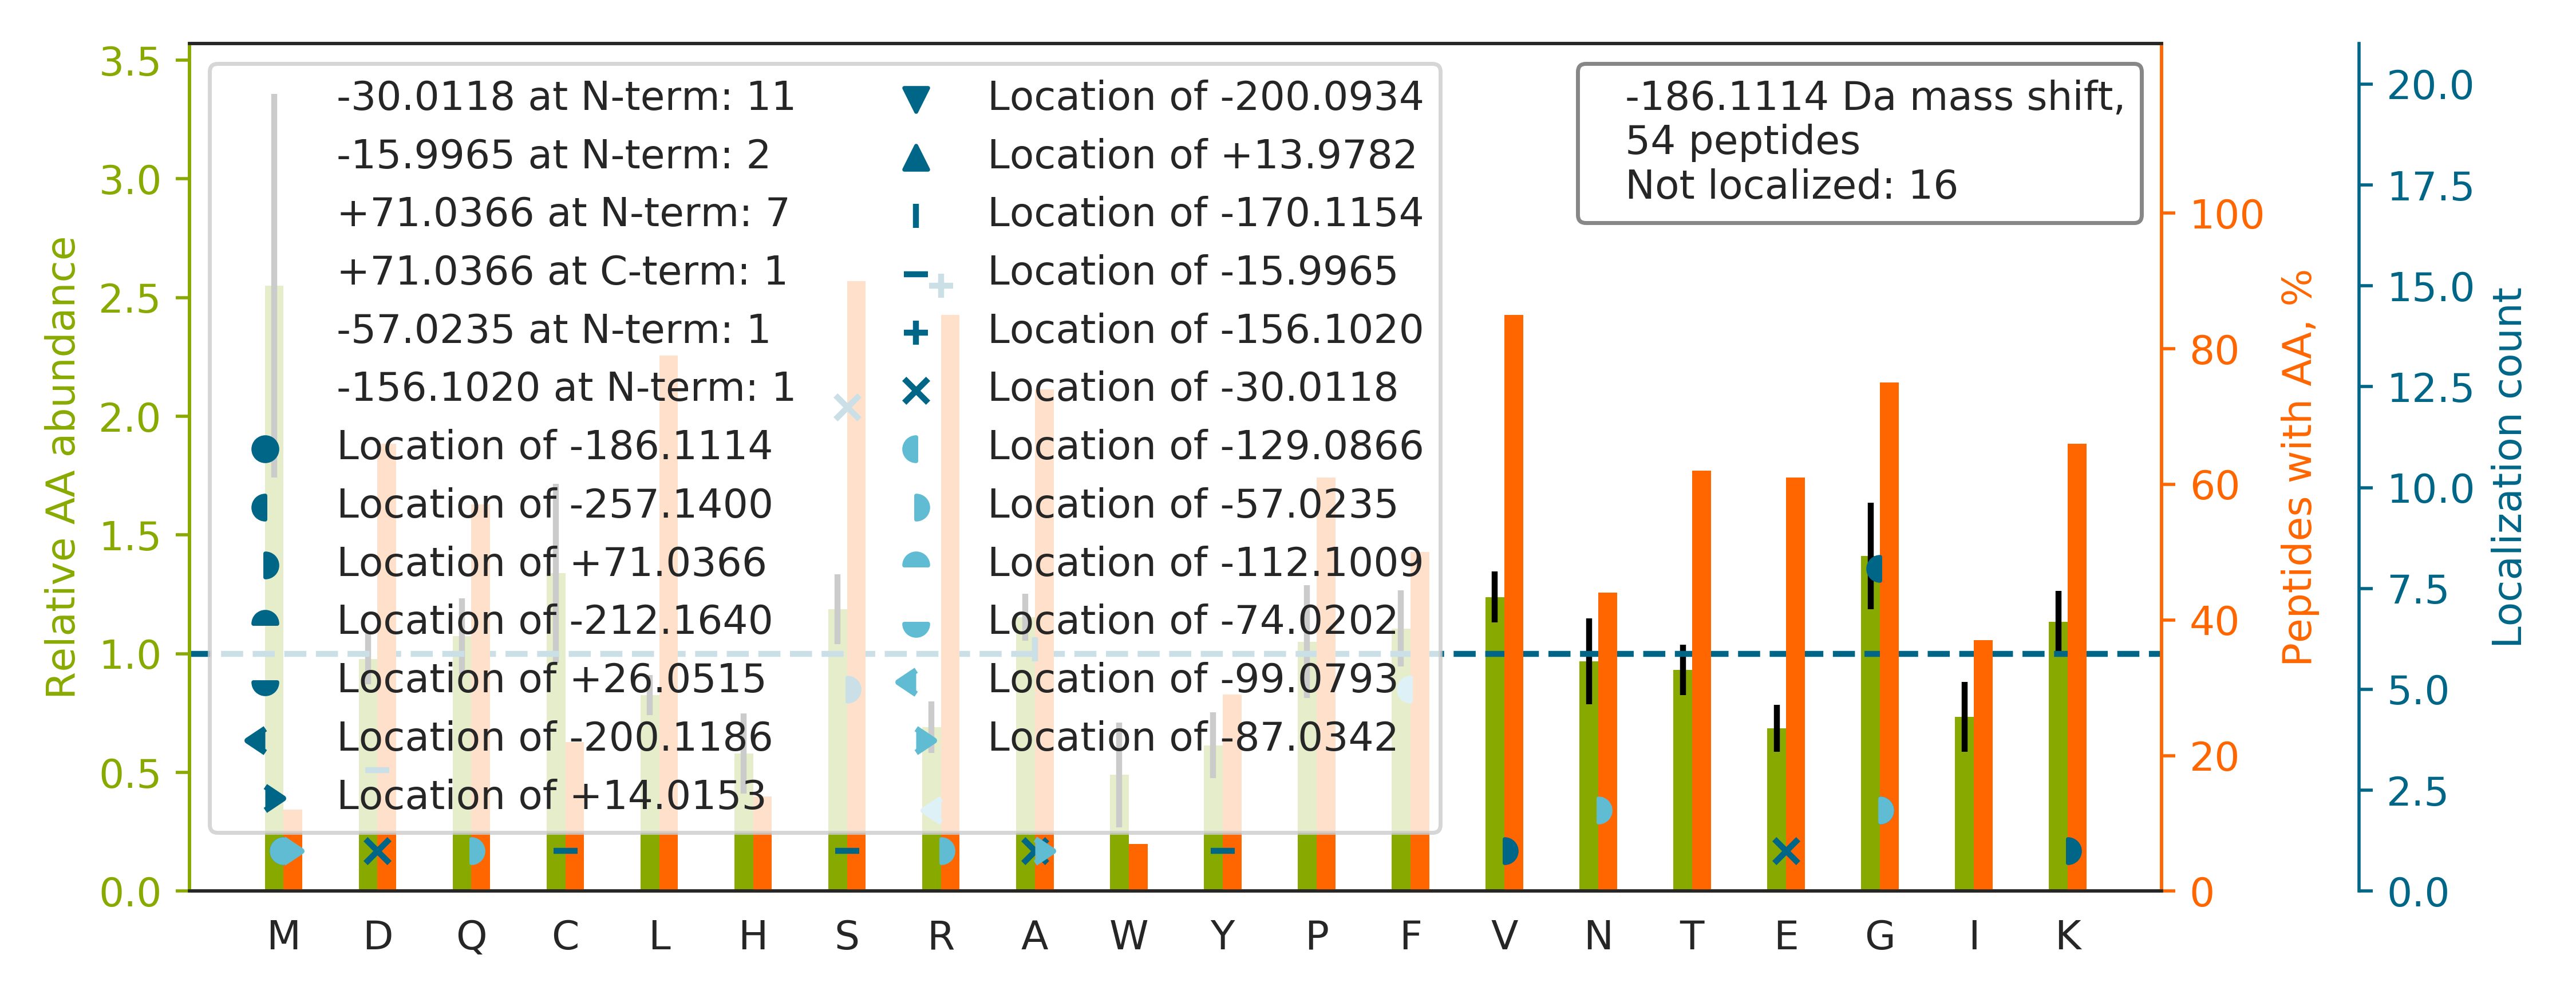 -30.0118 at N-term: 11
-15.9965 at N-term: 2
+71.0366 at N-term: 7
+71.0366 at C-term: 1
-57.0235 at N-term: 1
-156.1020 at N-term: 1
Location of -186.1114
Location of -257.1400
Location of +71.0366
Location of -212.1640
Location of +26.0515
Location of -200.1186
Location of +14.0153
Location of -200.0934
Location of +13.9782
Location of -170.1154
Location of -15.9965
Location of -156.1020
Location of -30.0118
Location of -129.0866
Location of -57.0235
Location of -112.1009
Location of -74.0202
Location of -99.0793
Location of -87.0342
-186.1114 Da mass shift,
54 peptides
Not localized: 16
Relative AA abundance
3.5
3.0
2.5
2.0
1.5
1.0
0.5
0.0
Peptides with AA, %
100
80
60
40
20
0
Localization count
20.0
17.5
15.0
12.5
10.0
7.5
5.0
2.5
0.0
M D Q C L H S R A W Y P F V N T E G I K